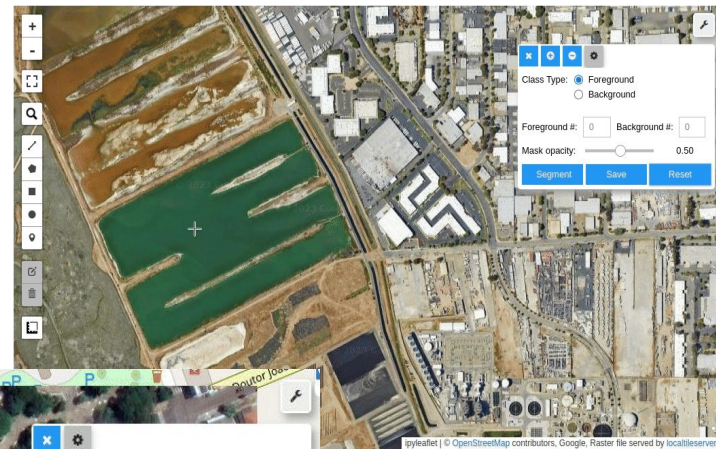 +
-
Class Type: Foreground
Background
Foreground #: 0 Background #: 0
Mask opacity: 0.50
Segment Save Reset
P P
Doutor José
ipyleaflet | © OpenStreetMap contributors, Google, Raster file served by localtileserver